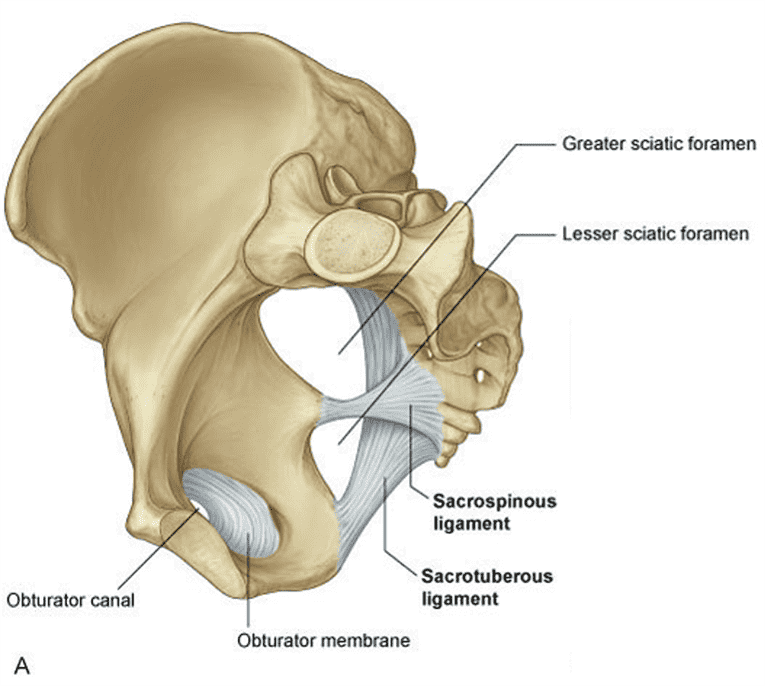 Greater sciatic foramen
Lesser sciatic foramen
Sacrospinous
ligament
Sacrotuberous
ligament
Obturator canal
Obturator membrane
A